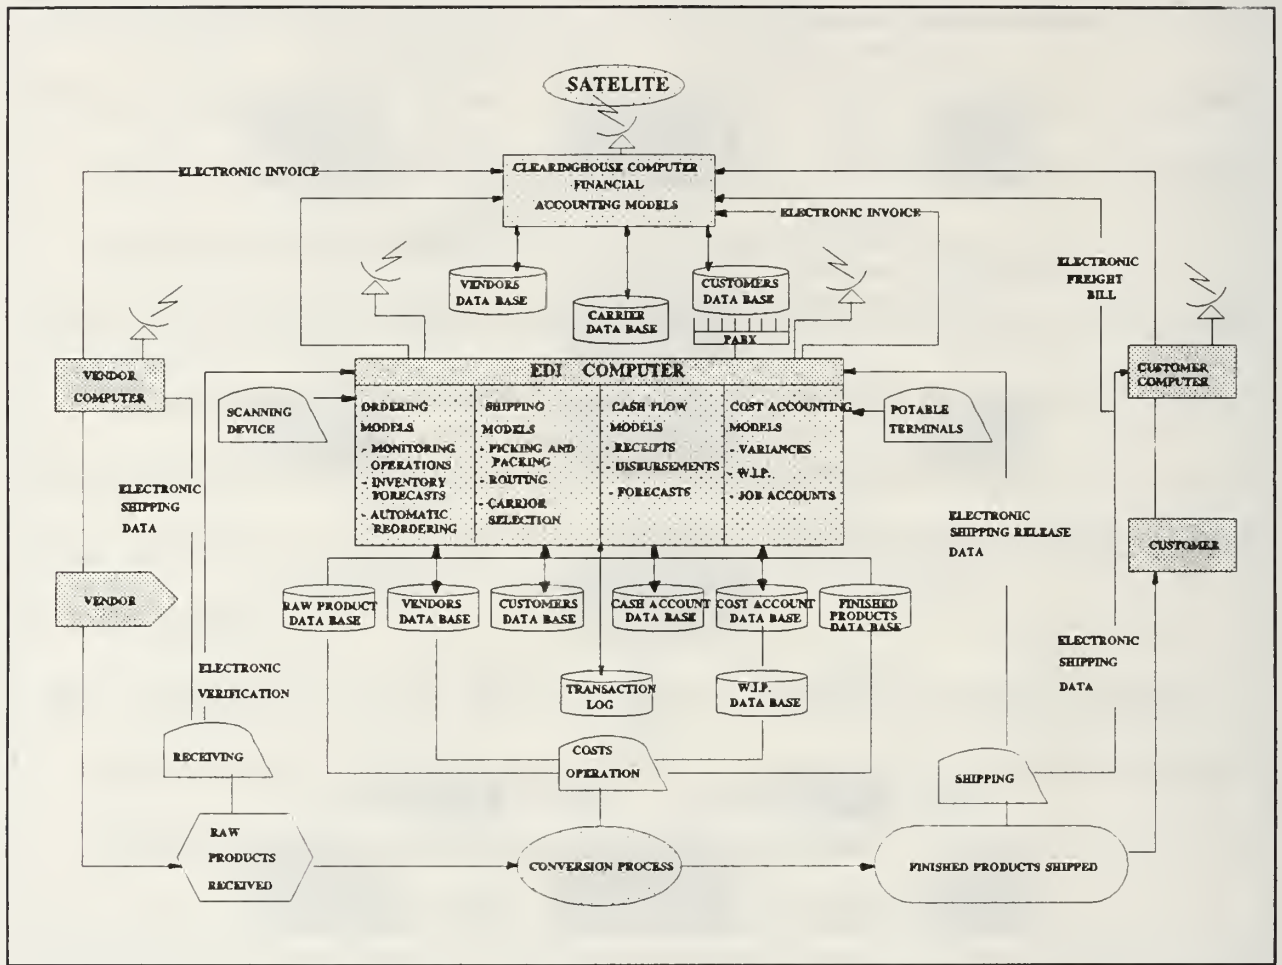 SATELITE
CLEARINGHOUSE COMPUTER
FINANCIAL
ACCOUNTING MODELS
ELECTRONIC INVOICE
ELECTRONIC INVOICE
VENDORS
DATA BASE
CARRIER
DATA BASE
CUSTOMERS
DATA BASE
PABX
ELECTRONIC
FREIGHT
BILL
VENDOR
COMPUTER
EDI COMPUTER
CUSTOMER
COMPUTER
SCANNING
DEVICE
ORDERING
MODELS
- MONITORING
OPERATIONS
- INVENTORY
FORECASTS
- AUTOMATIC
REORDERING
SHIPPING
MODELS
- PICKING AND
PACKING
- ROUTING
- CARRIOR
SELECTION
CASH FLOW
MODELS
- RECEIPTS
- DISBURSEMENTS
- FORECASTS
COST ACCOUNTING
MODELS
- VARIANCES
- W.I.P.
- JOB ACCOUNTS
POTABLE
TERMINALS
ELECTRONIC
SHIPPING
DATA
ELECTRONIC
SHIPPING RELEASE
DATA
CUSTOMER
VENDOR
RAW PRODUCT
DATA BASE
VENDORS
DATA BASE
CUSTOMERS
DATA BASE
CASH ACCOUNT
DATA BASE
COST ACCOUNT
DATA BASE
FINISHED
PRODUCTS
DATA BASE
ELECTRONIC
VERIFICATION
TRANSACTION
LOG
W.I.P.
DATA BASE
ELECTRONIC
SHIPPING
DATA
RECEIVING
COSTS
OPERATION
SHIPPING
RAW
PRODUCTS
RECEIVED
CONVERSION PROCESS
FINISHED PRODUCTS SHIPPED